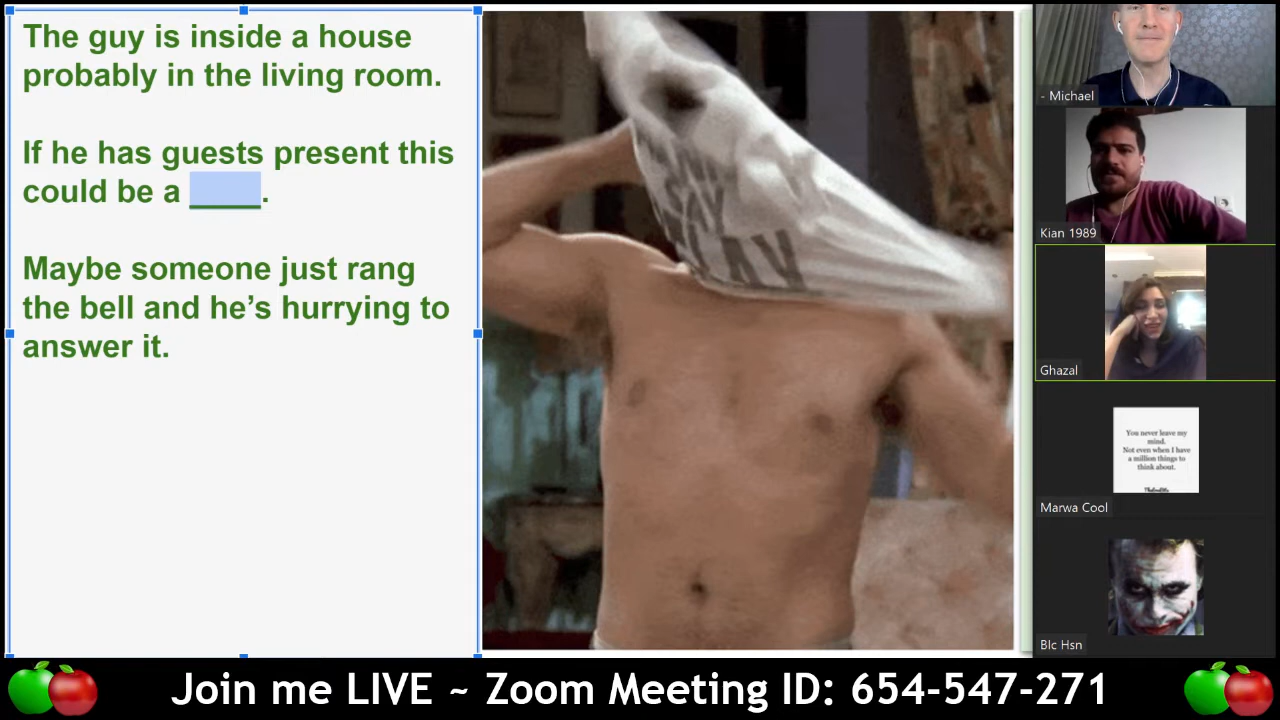 The guy is inside a house
probably in the living room.
If he has guests present this
could be a _____.
Maybe someone just rang
the bell and he’s hurrying to
answer it.
- Michael
Kian 1989
Ghazal
You never leave my
mind.
Not even when I have
a million things to
think about.
Marwa Cool
Blc Hsn
Join me LIVE ~ Zoom Meeting ID: 654-547-271